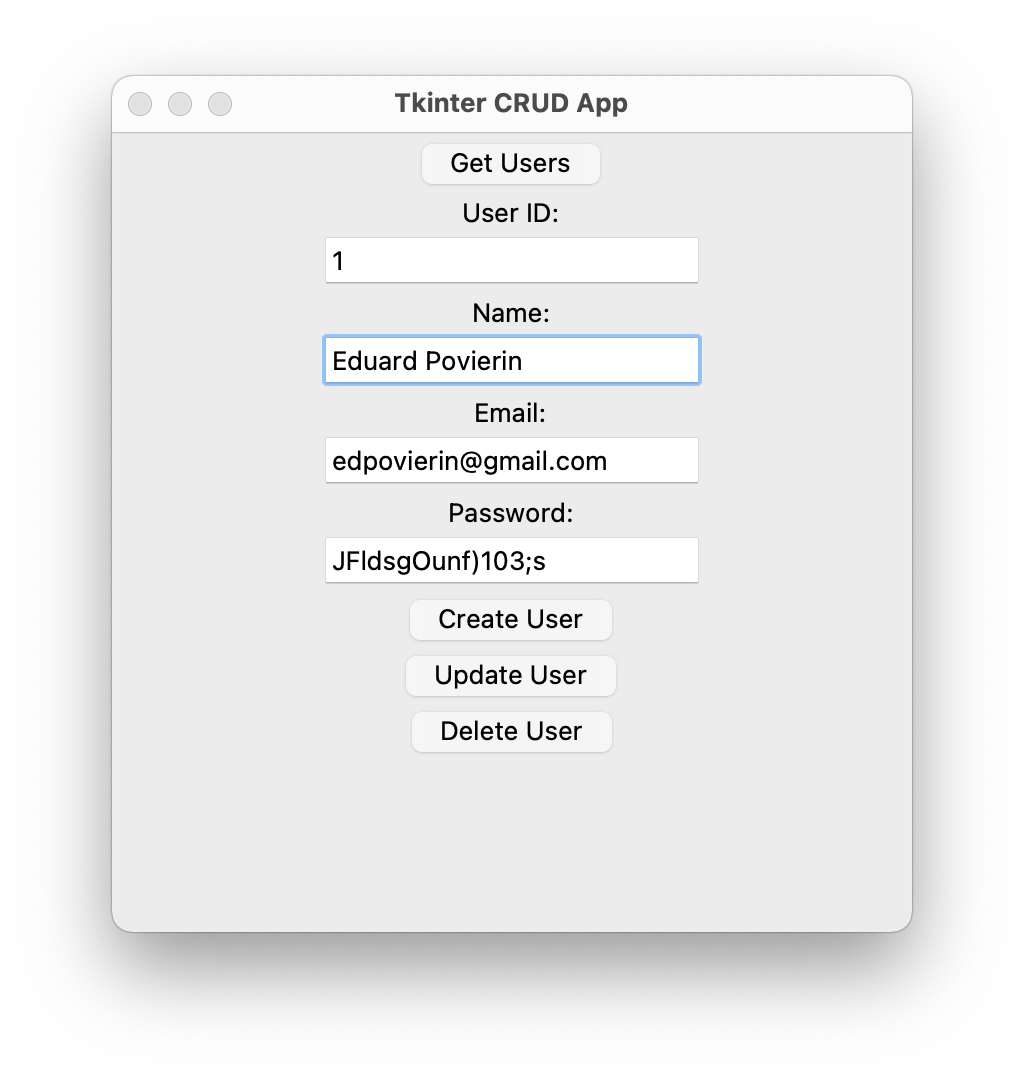 Tkinter CRUD App
Get Users
User ID:
1
Name:
Eduard Povierin
Email:
edpovierin@gmail.com
Password:
JFldsgOunf)103;s
Create User
Update User
Delete User